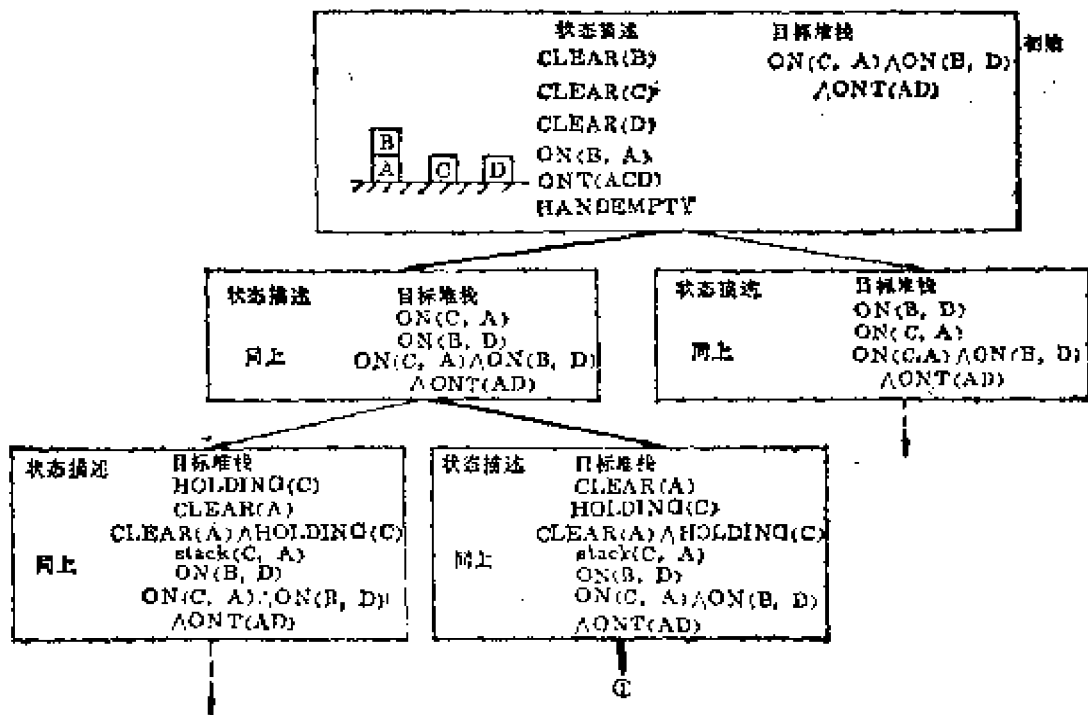 状态描述 目标堆栈 初始
CLEAR(B) ON(C, A)∧ON(B, D)
CLEAR(C) ∧ONT(AD)
CLEAR(D)
B ON(B, A)
A C D ONT(ACD)
HANDEMPTY
状态描述 目标堆栈
ON(C, A)
ON(B, D)
同上 ON(C, A)∧ON(B, D)
∧ONT(AD)
状态描述 目标堆栈
ON(B, D)
ON(C, A)
同上 ON(C,A)∧ON(B, D)
∧ONT(AD)
状态描述 目标堆栈
HOLDING(C)
CLEAR(A)
CLEAR(A)∧HOLDING(C)
同上 stack(C, A)
ON(B, D)
ON(C, A)∧ON(B, D)
∧ONT(AD)
状态描述 目标堆栈
CLEAR(A)
HOLDING(C)
CLEAR(A)∧HOLDING(C)
同上 stack(C, A)
ON(B, D)
ON(C, A)∧ON(B, D)
∧ONT(AD)
①